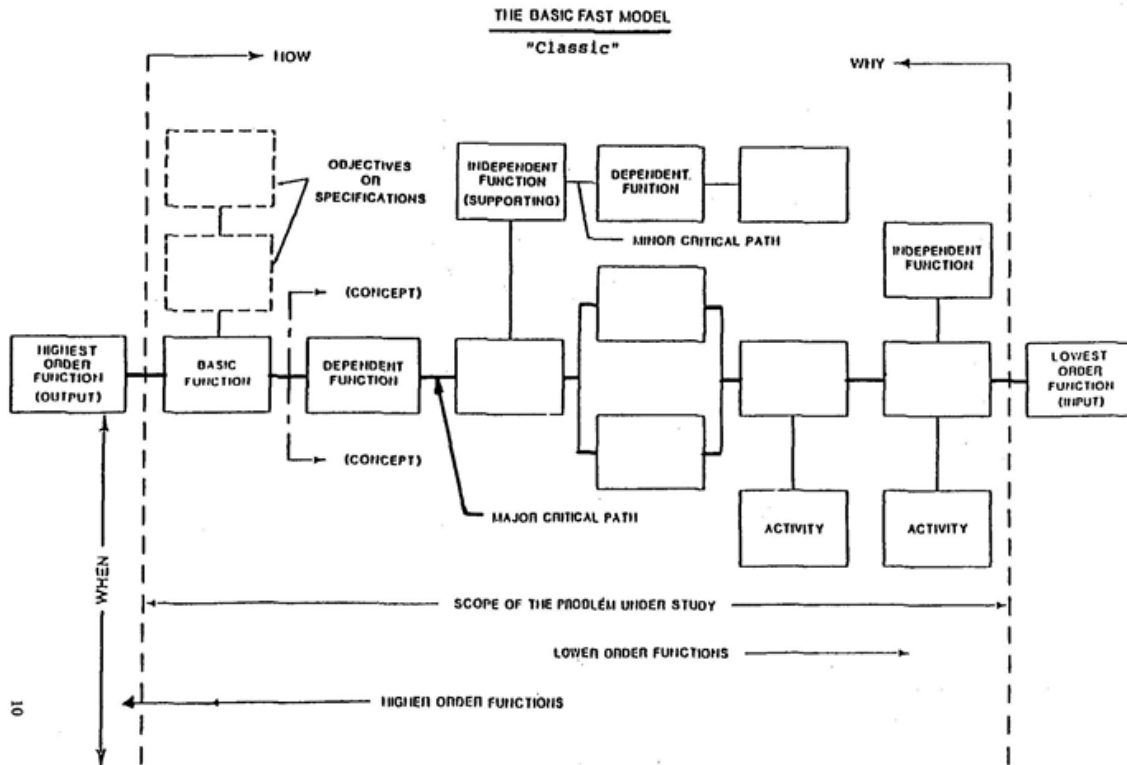 THE BASIC FAST MODEL
"Classic"
HOW
WHY
OBJECTIVES
OR
SPECIFICATIONS
INDEPENDENT
FUNCTION
(SUPPORTING)
DEPENDENT.
FUNTION
MINOR CRITICAL PATH
INDEPENDENT
FUNCTION
(CONCEPT)
HIGHEST
ORDER
FUNCTION
(OUTPUT)
BASIC
FUNCTION
DEPENDENT
FUNCTION
LOWEST
ORDER
FUNCTION
(INPUT)
(CONCEPT)
MAJOR CRITICAL PATH
ACTIVITY
ACTIVITY
WHEN
SCOPE OF THE PROBLEM UNDER STUDY
LOWER ORDER FUNCTIONS
HIGHER ORDER FUNCTIONS
10